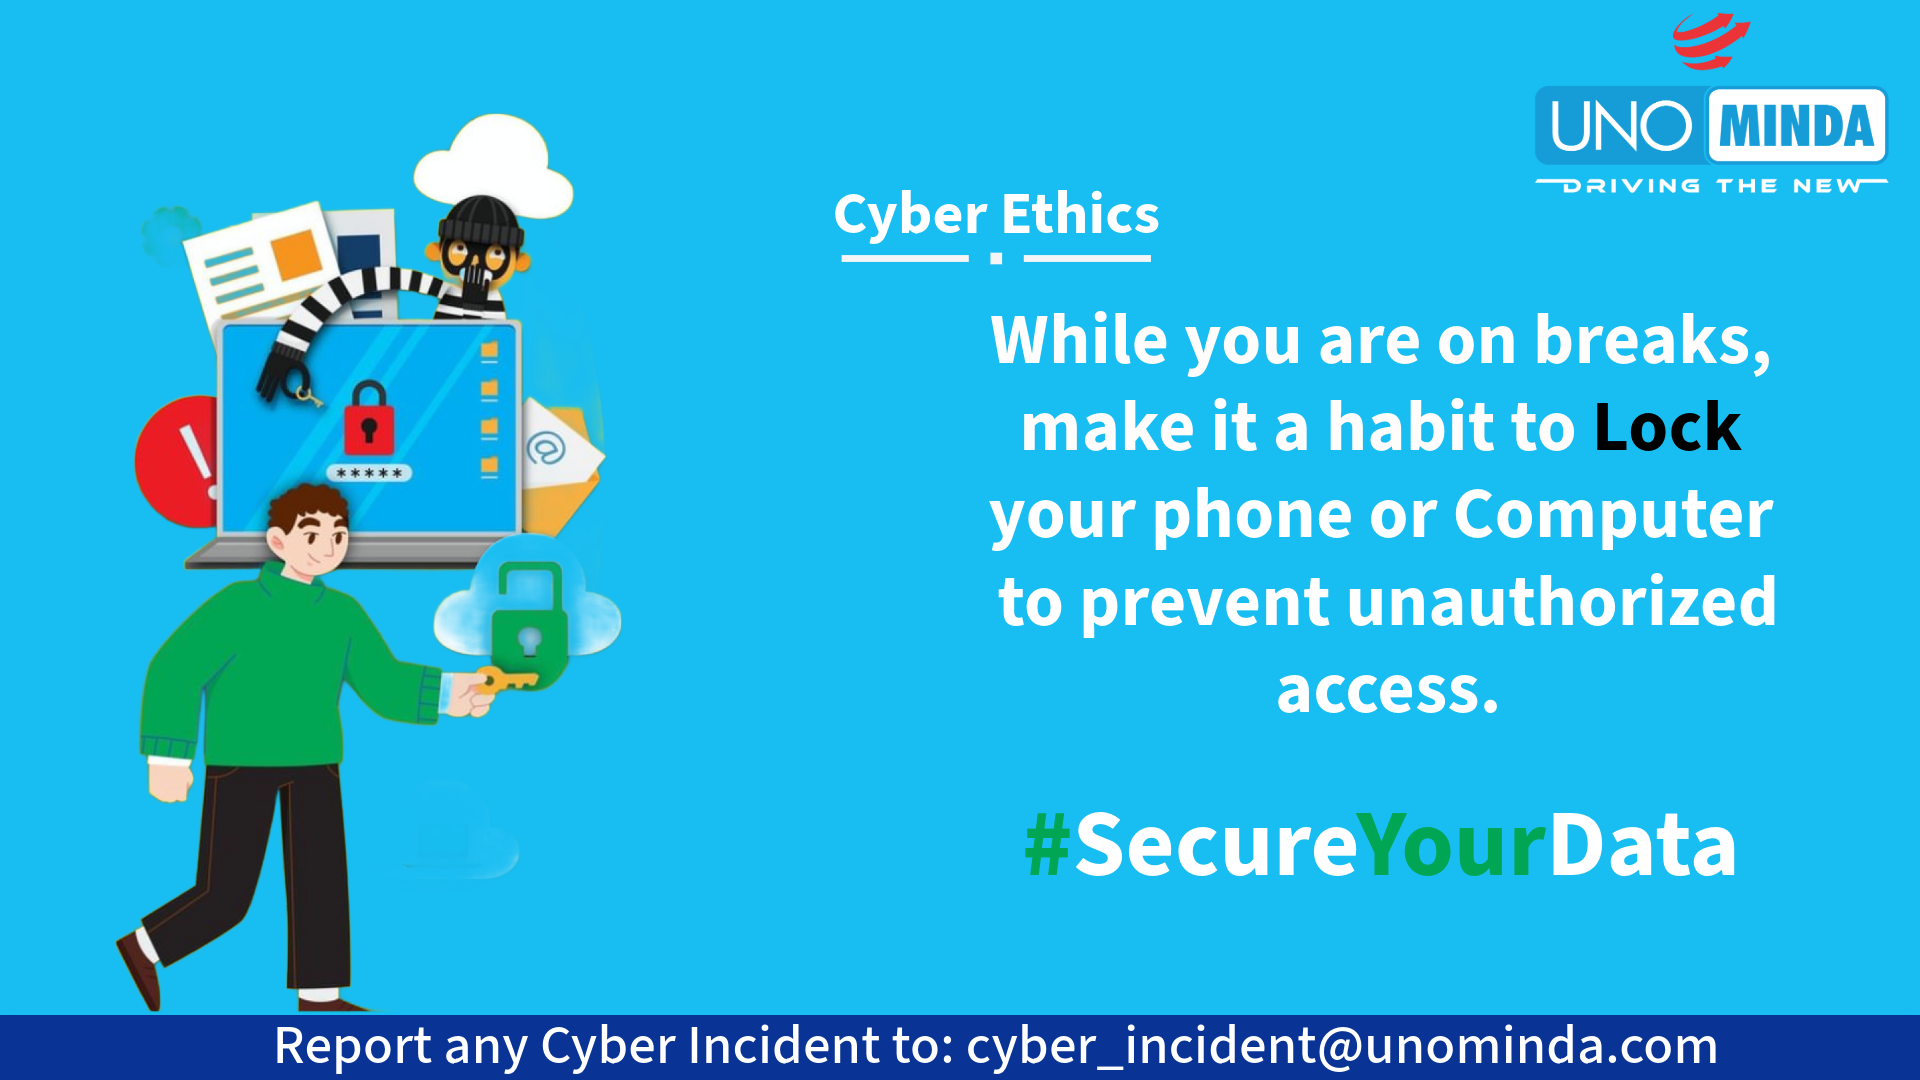 UNO MINDA
DRIVING THE NEW
Cyber Ethics
While you are on breaks,
make it a habit to Lock
your phone or Computer
to prevent unauthorized
access.
*****
@
#SecureYourData
Report any Cyber Incident to: cyber_incident@unominda.com